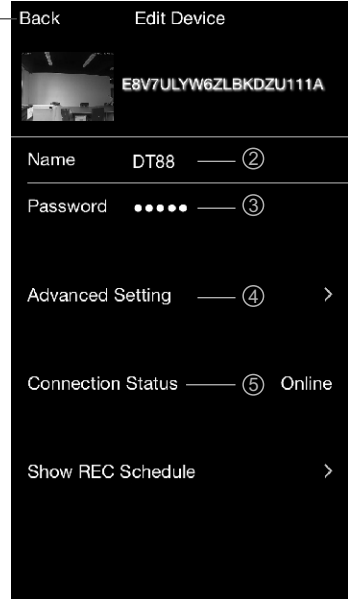 Back Edit Device
E8V7ULYW6ZLBKDZU111A
Name DT88 ②
Password ●●●●● ③
Advanced Setting ④ >
Connection Status ⑤ Online
Show REC Schedule >